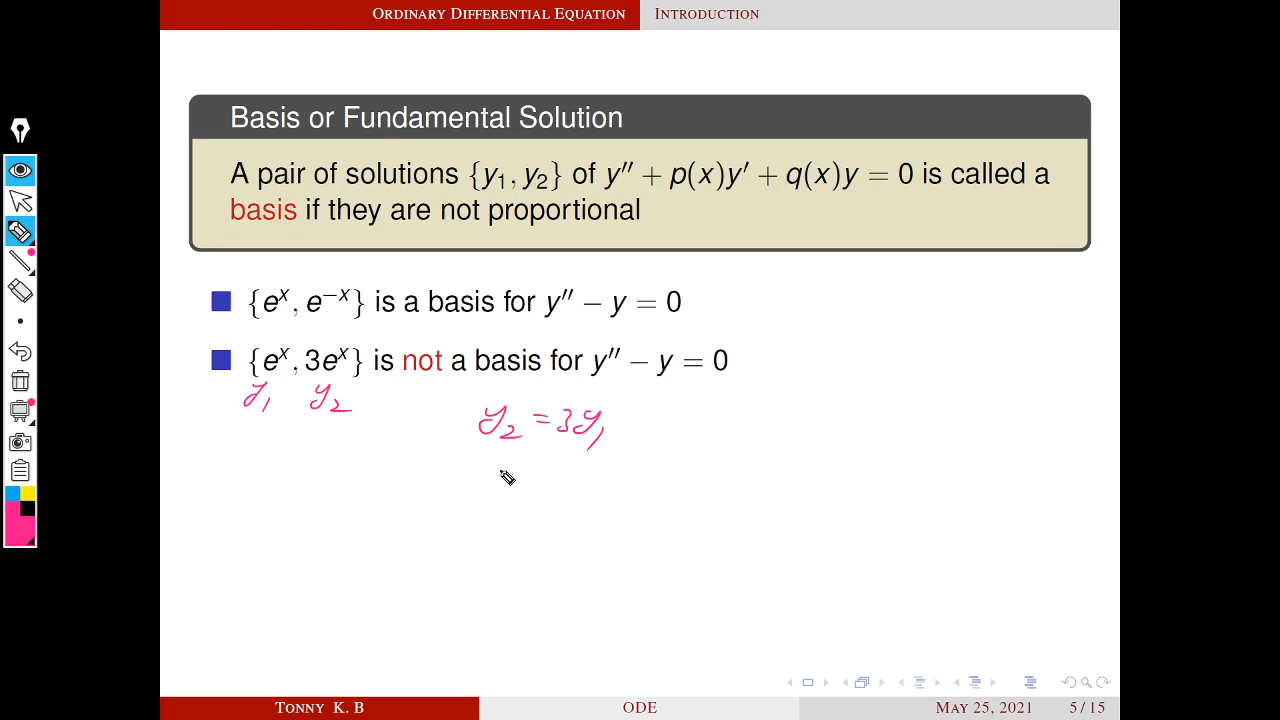 ORDINARY DIFFERENTIAL EQUATION INTRODUCTION
Basis or Fundamental Solution
A pair of solutions {y₁, y₂} of y″ + p(x)y′ + q(x)y = 0 is called a
basis if they are not proportional
{eˣ, e⁻ˣ} is a basis for y″ − y = 0
{eˣ, 3eˣ} is not a basis for y″ − y = 0
y₁ y₂
y₂ = 3y₁
TONNY K. B ODE MAY 25, 2021 5 / 15